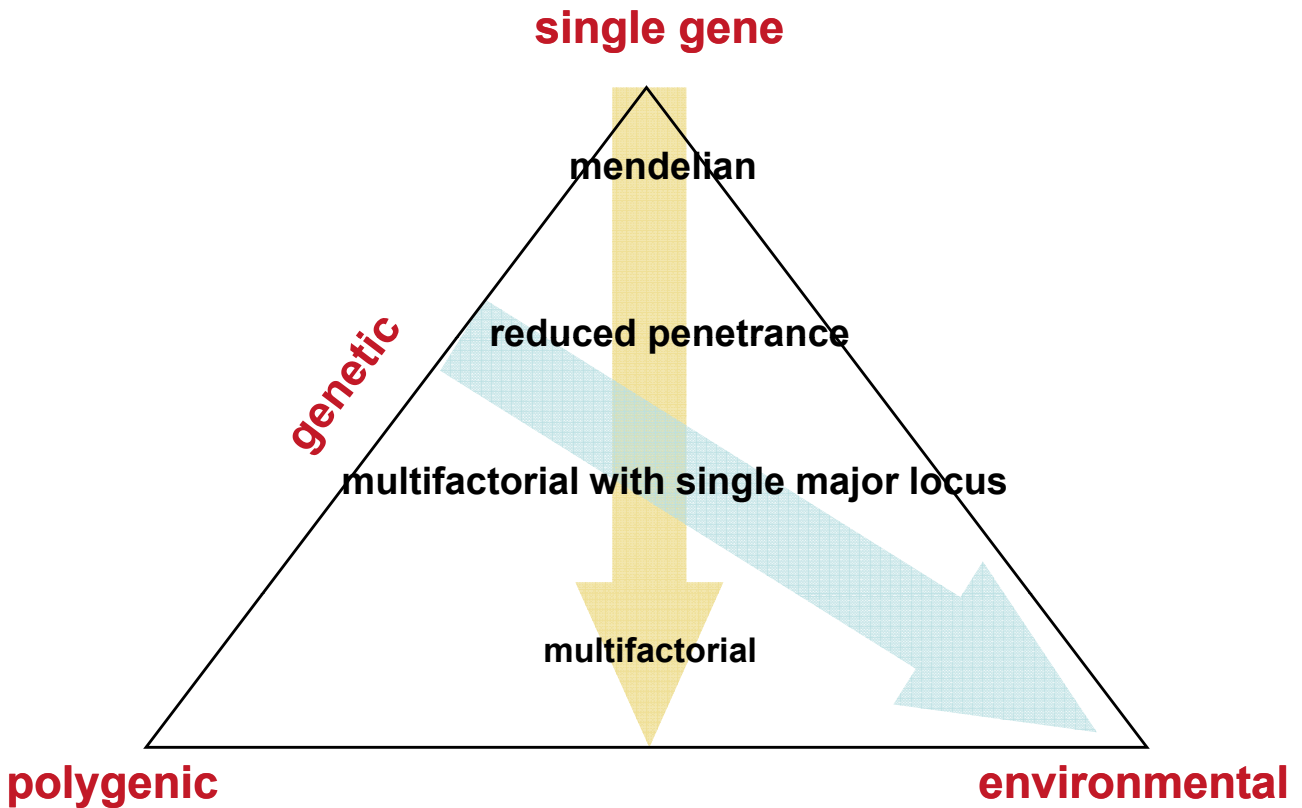 single gene
mendelian
reduced penetrance
genetic
multifactorial with single major locus
multifactorial
polygenic
environmental